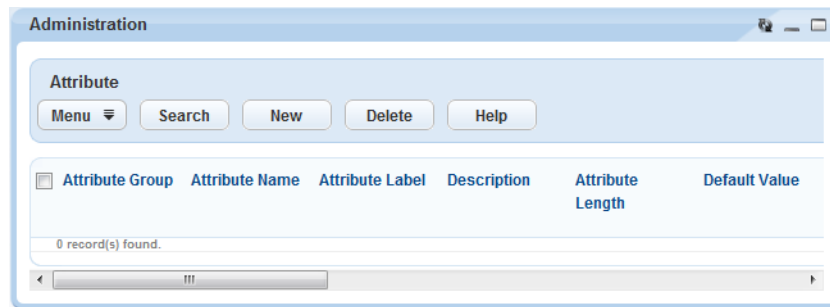 Administration
Attribute
Menu Search New Delete Help
Attribute Group Attribute Name Attribute Label Description Attribute Length Default Value
0 record(s) found.